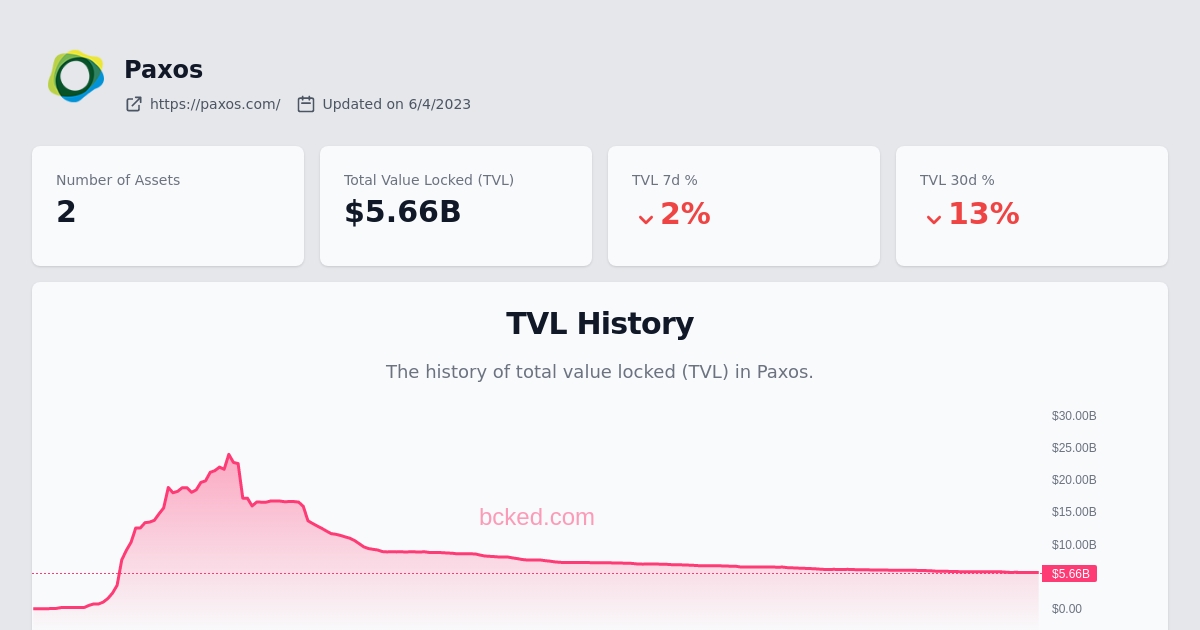 Paxos
https://paxos.com/ Updated on 6/4/2023
Number of Assets
2
Total Value Locked (TVL)
$5.66B
TVL 7d %
2%
TVL 30d %
13%
TVL History
The history of total value locked (TVL) in Paxos.
bcked.com
$30.00B
$25.00B
$20.00B
$15.00B
$10.00B
$5.66B
$0.00